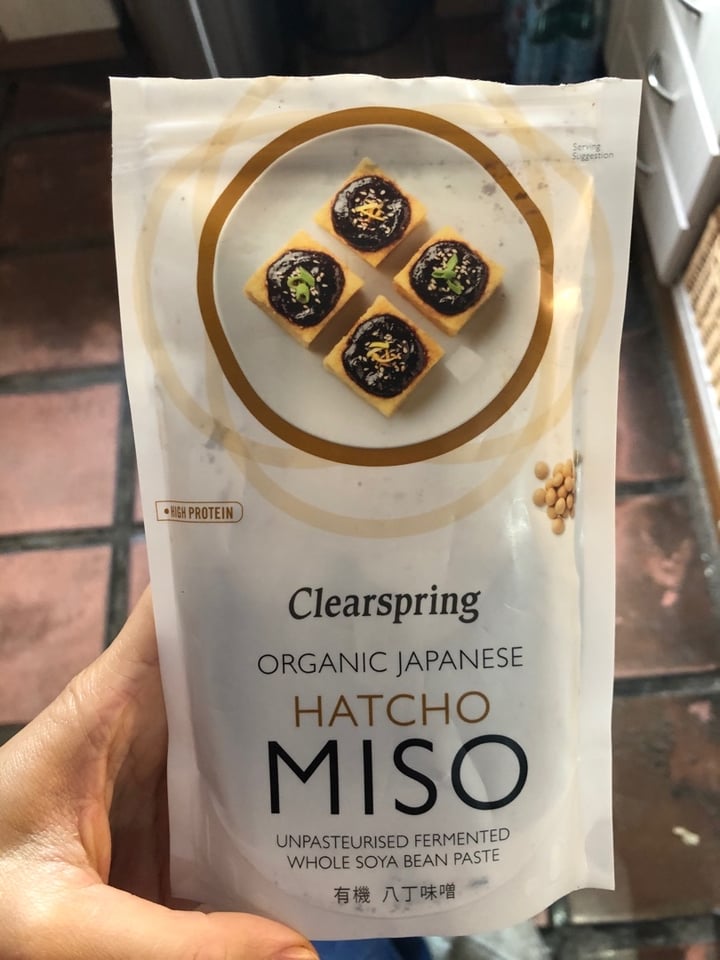 Serving
Suggestion
• HIGH PROTEIN
Clearspring
ORGANIC JAPANESE
HATCHO
MISO
UNPASTEURISED FERMENTED
WHOLE SOYA BEAN PASTE
有機 八丁味噌